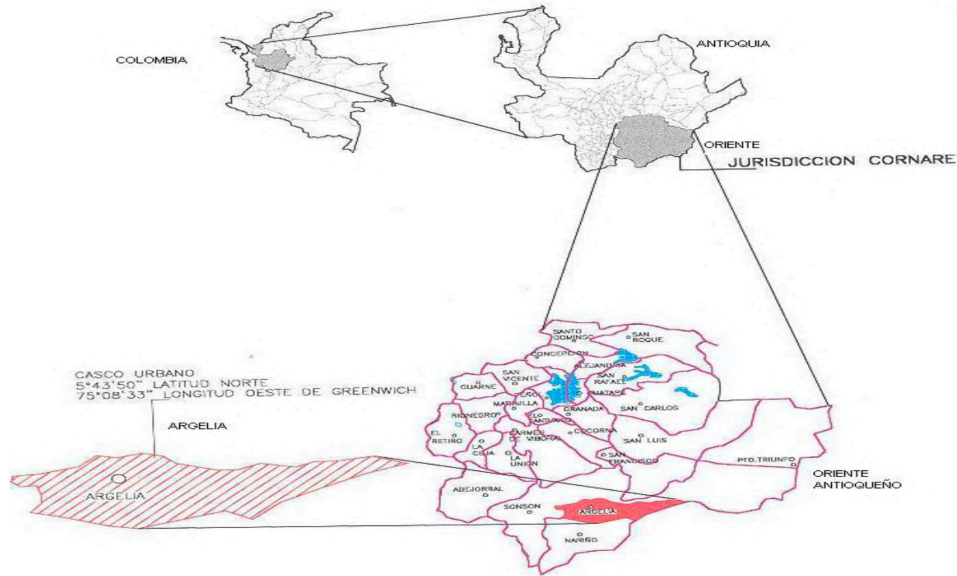 COLOMBIA
ANTIOQUIA
ORIENTE
JURISDICCION CORNARE
CASCO URBANO
5°43'50" LATITUD NORTE
75°08'33" LONGITUD OESTE DE GREENWICH
ARGELIA
ARGELIA
SANTO
DOMINGO
SAN
ROQUE
CONCEPCION
ALEJANDRIA
SAN
VICENTE
SAN
RAFAEL
GUARNE
PEÑOL
GUATAPE
MARINILLA
SAN CARLOS
RIONEGRO
EL
SANTUARIO
GRANADA
EL
RETIRO
CARMEN
DE VIBORAL
COCORNA
SAN LUIS
LA
CEJA
LA
UNION
SAN
FRANCISCO
PTO.TRIUNFO
ORIENTE
ANTIOQUEÑO
ABEJORRAL
SONSON
ARGELIA
NARIÑO